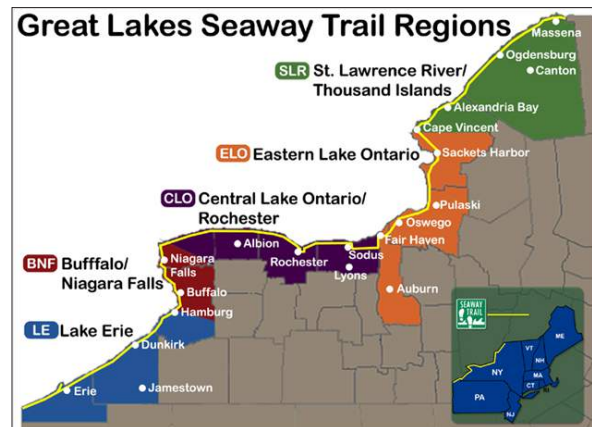 Great Lakes Seaway Trail Regions
Massena
Ogdensburg
Canton
SLR St. Lawrence River/
Thousand Islands
Alexandria Bay
Cape Vincent
ELO Eastern Lake Ontario
Sackets Harbor
CLO Central Lake Ontario/
Rochester
Pulaski
Oswego
Fair Haven
Albion
Rochester
Sodus
Lyons
BNF Bufffalo/
Niagara Falls
Niagara
Falls
Buffalo
Auburn
Hamburg
LE Lake Erie
Dunkirk
Erie
Jamestown
SEAWAY
TRAIL
ME
VT
NH
NY
MA
CT
RI
PA
NJ